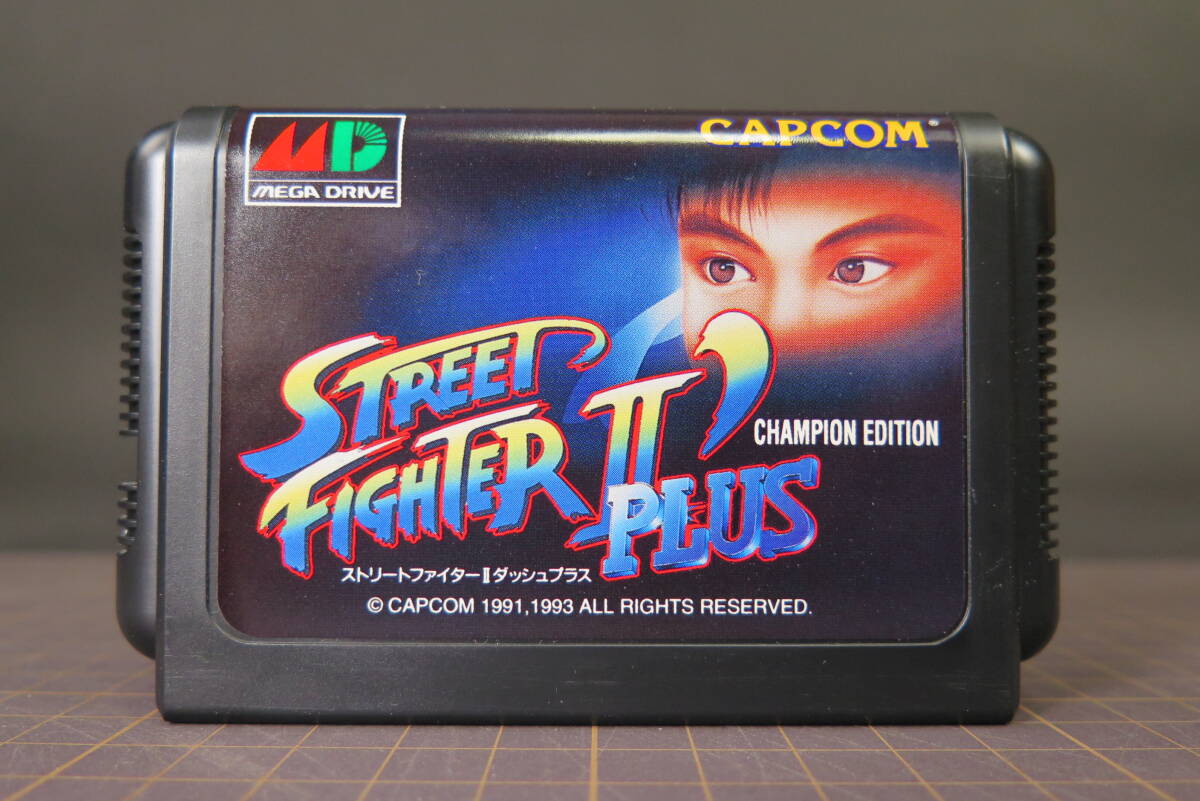 MD
MEGA DRIVE
CAPCOM
STREET
FIGHTER II'
CHAMPION EDITION
PLUS
ストリートファイターⅡダッシュプラス
© CAPCOM 1991,1993 ALL RIGHTS RESERVED.